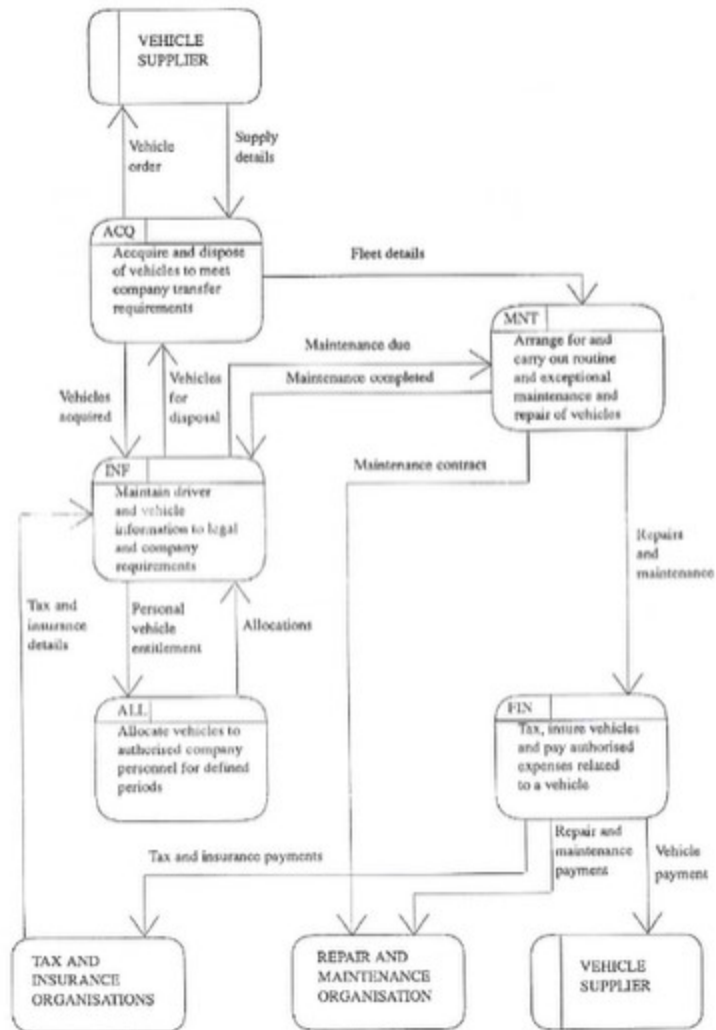 VEHICLE
SUPPLIER
Vehicle
order
Supply
details
ACQ
Accquire and dispose
of vehicles to meet
company transfer
requirements
Fleet details
MNT
Arrange for and
carry out routine
and exceptional
maintenance and
repair of vehicles
Maintenance due
Maintenance completed
Vehicles
acquired
Vehicles
for
disposal
INF
Maintain driver
and vehicle
information to legal
and company
requirements
Maintenance contract
Repairs
and
maintenance
Tax and
insurance
details
Personal
vehicle
entitlement
Allocations
ALL
Allocate vehicles to
authorised company
personnel for defined
periods
FIN
Tax, insure vehicles
and pay authorised
expenses related
to a vehicle
Tax and insurance payments
Repair and
maintenance
payment
Vehicle
payment
TAX AND
INSURANCE
ORGANISATIONS
REPAIR AND
MAINTENANCE
ORGANISATION
VEHICLE
SUPPLIER